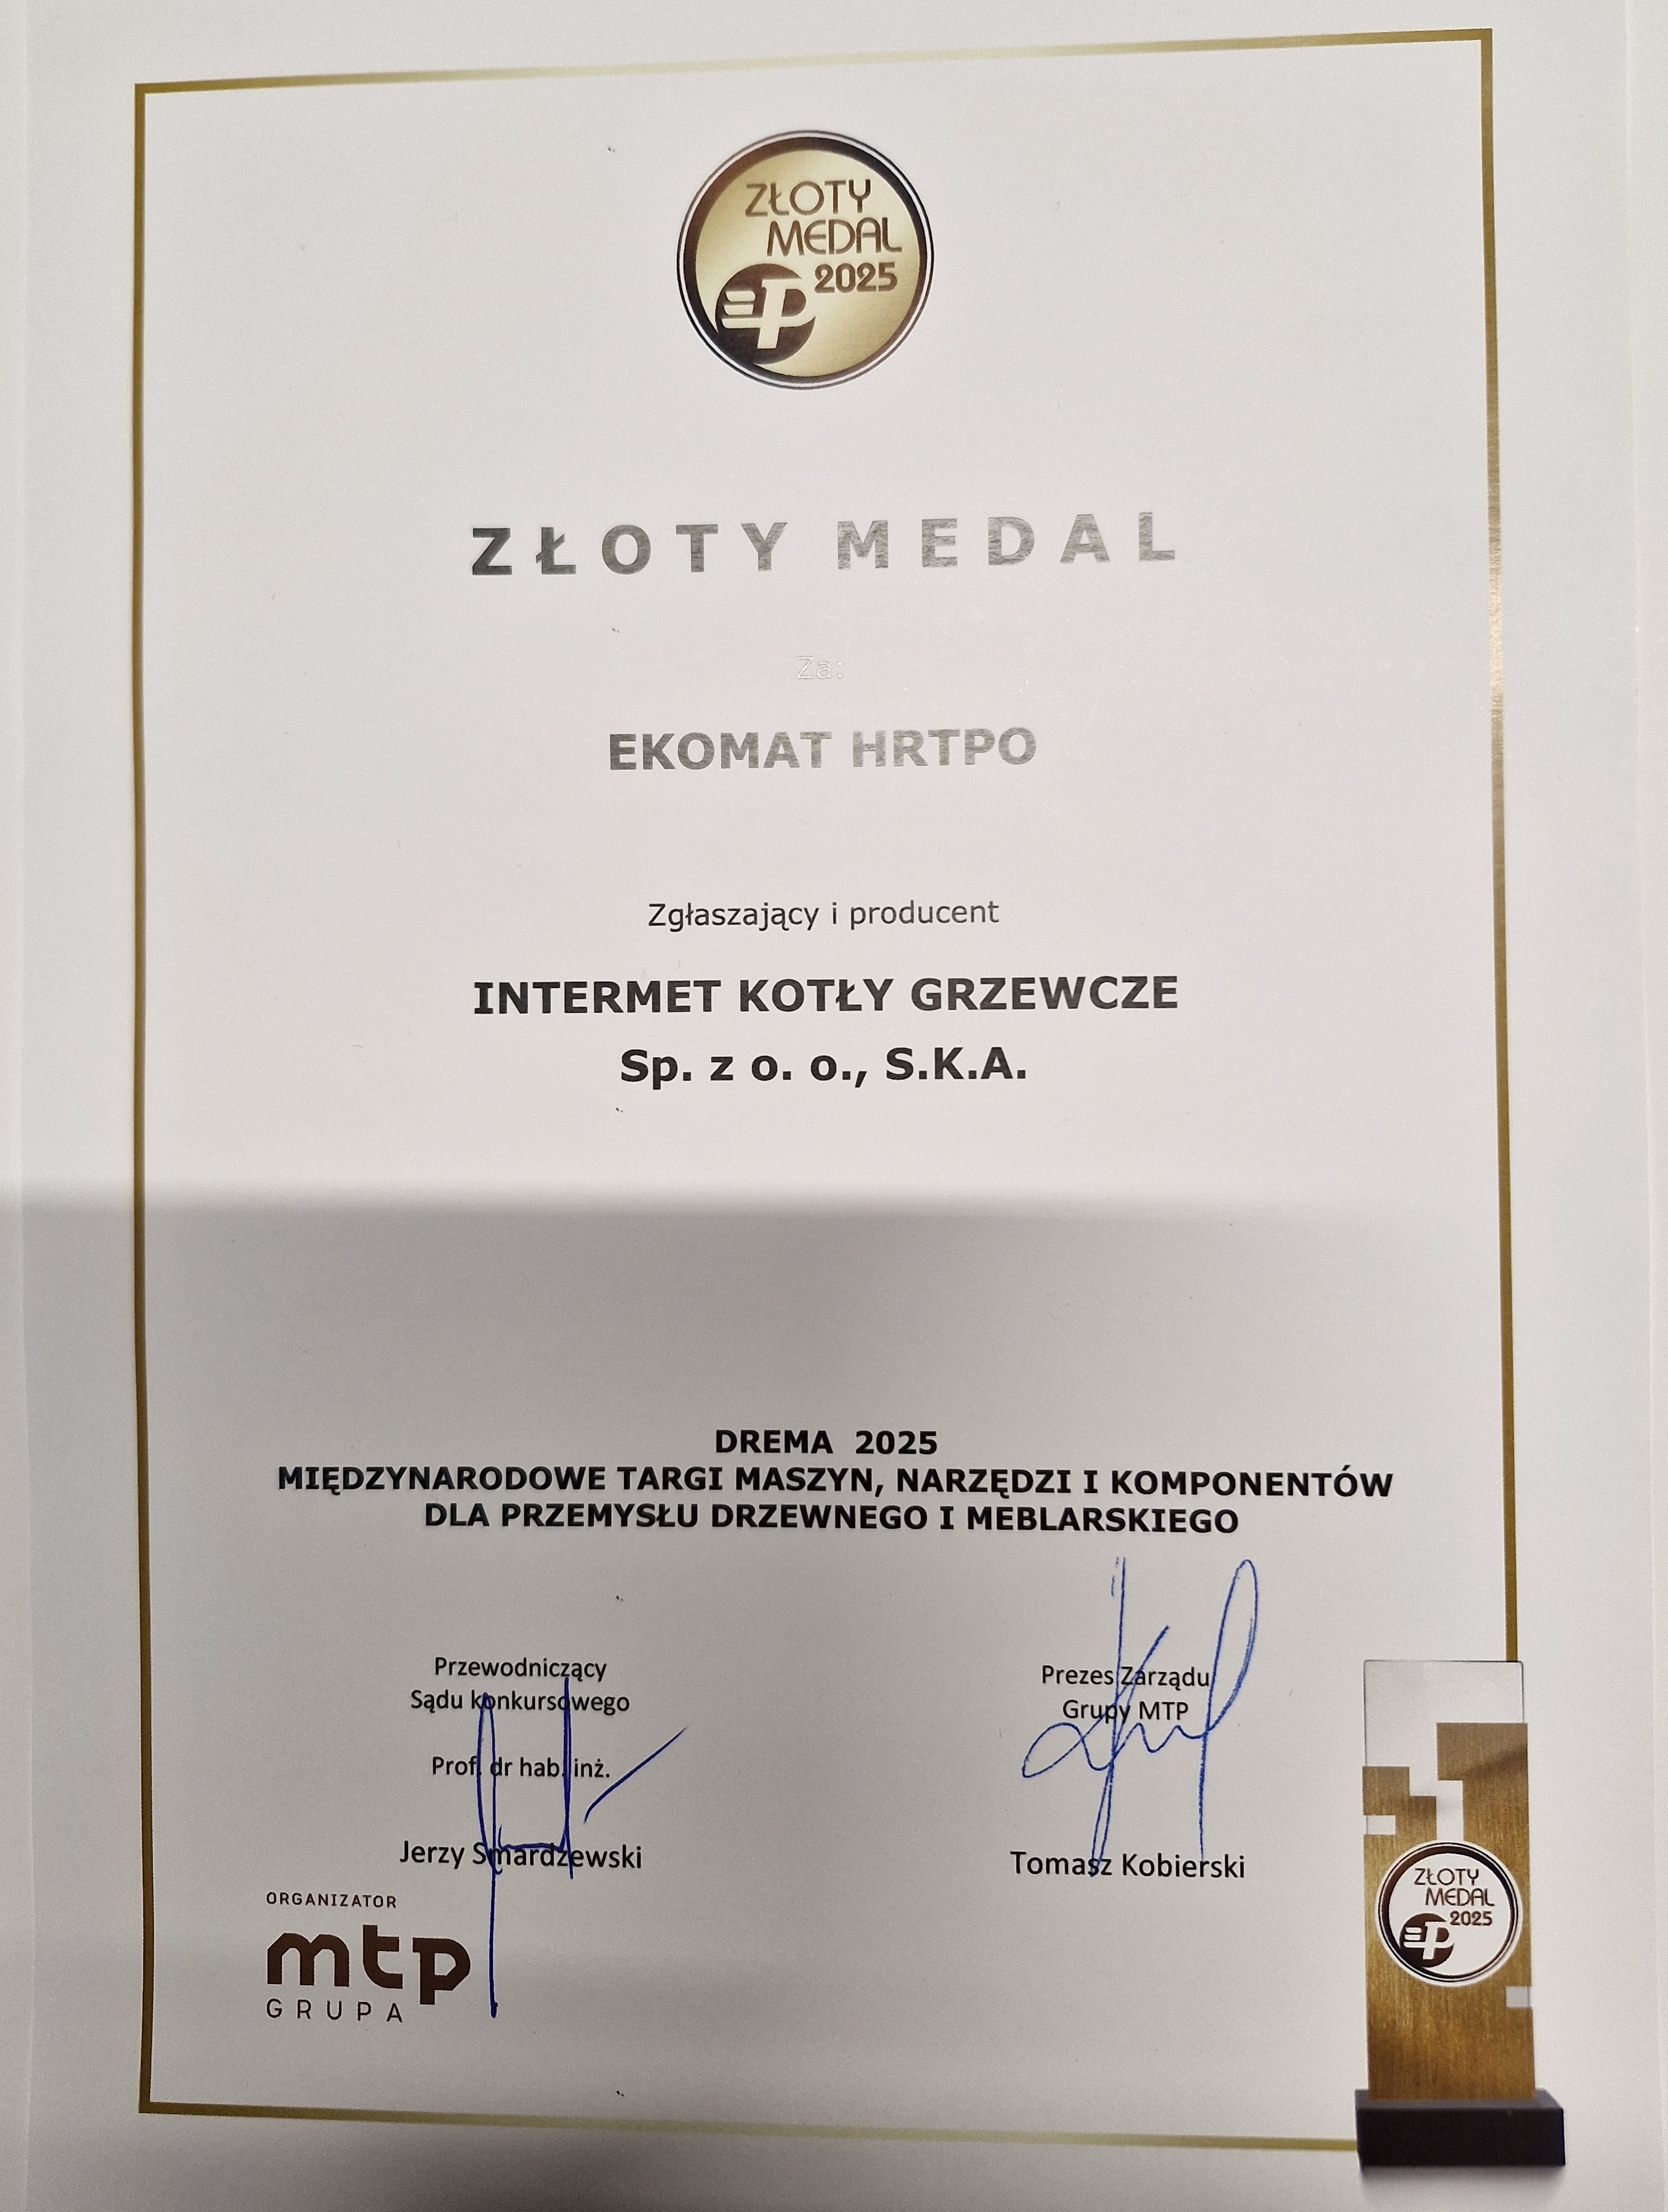 ZŁOTY
MEDAL
2025
ZŁOTY MEDAL
Za:
EKOMAT HRTPO
Zgłaszający i producent
INTERMET KOTŁY GRZEWCZE
Sp. z o. o., S.K.A.
DREMA 2025
MIĘDZYNARODOWE TARGI MASZYN, NARZĘDZI I KOMPONENTÓW
DLA PRZEMYSŁU DRZEWNEGO I MEBLARSKIEGO
Przewodniczący
Sądu konkursowego
Prof. dr hab. inż.
Jerzy Smardzewski
Prezes Zarządu
Grupy MTP
Tomasz Kobierski
ORGANIZATOR
mtp
GRUPA
ZŁOTY
MEDAL
2025